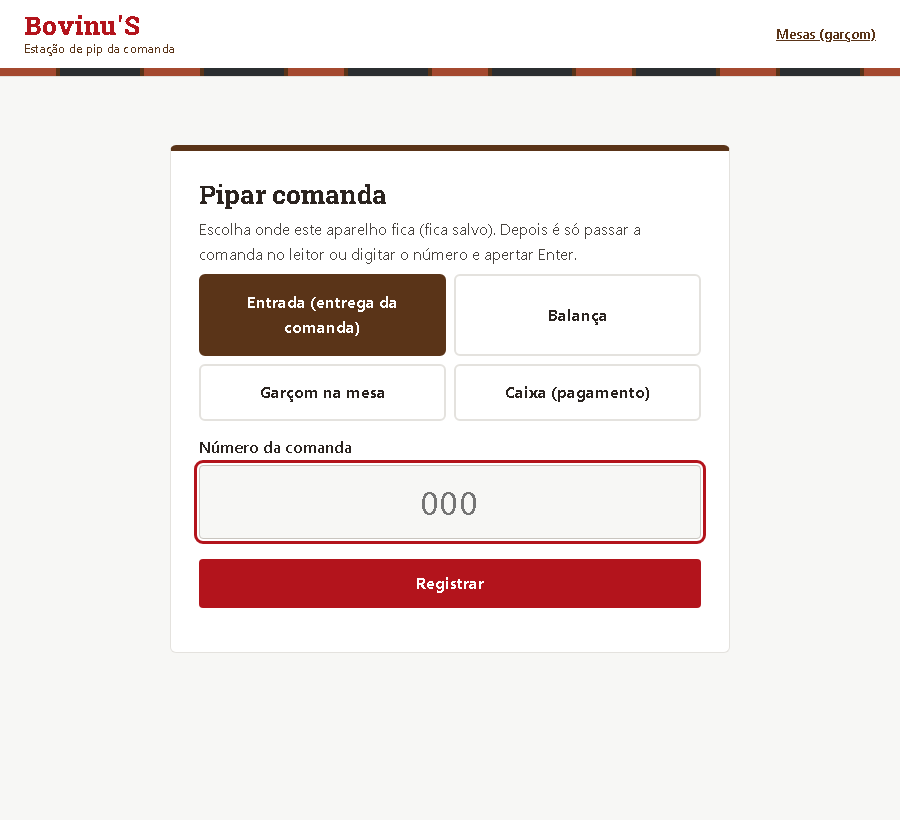 Bovinu'S
Estação de pip da comanda
Mesas (garçom)
Pipar comanda
Escolha onde este aparelho fica (fica salvo). Depois é só passar a
comanda no leitor ou digitar o número e apertar Enter.
Entrada (entrega da
comanda)
Balança
Garçom na mesa
Caixa (pagamento)
Número da comanda
000
Registrar